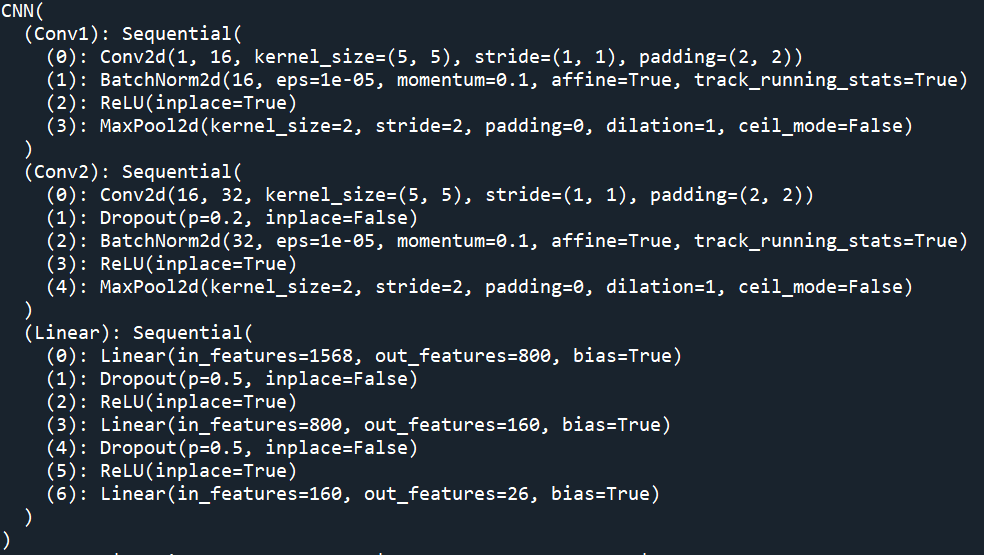 CNN(
  (Conv1): Sequential(
    (0): Conv2d(1, 16, kernel_size=(5, 5), stride=(1, 1), padding=(2, 2))
    (1): BatchNorm2d(16, eps=1e-05, momentum=0.1, affine=True, track_running_stats=True)
    (2): ReLU(inplace=True)
    (3): MaxPool2d(kernel_size=2, stride=2, padding=0, dilation=1, ceil_mode=False)
  )
  (Conv2): Sequential(
    (0): Conv2d(16, 32, kernel_size=(5, 5), stride=(1, 1), padding=(2, 2))
    (1): Dropout(p=0.2, inplace=False)
    (2): BatchNorm2d(32, eps=1e-05, momentum=0.1, affine=True, track_running_stats=True)
    (3): ReLU(inplace=True)
    (4): MaxPool2d(kernel_size=2, stride=2, padding=0, dilation=1, ceil_mode=False)
  )
  (Linear): Sequential(
    (0): Linear(in_features=1568, out_features=800, bias=True)
    (1): Dropout(p=0.5, inplace=False)
    (2): ReLU(inplace=True)
    (3): Linear(in_features=800, out_features=160, bias=True)
    (4): Dropout(p=0.5, inplace=False)
    (5): ReLU(inplace=True)
    (6): Linear(in_features=160, out_features=26, bias=True)
  )
)